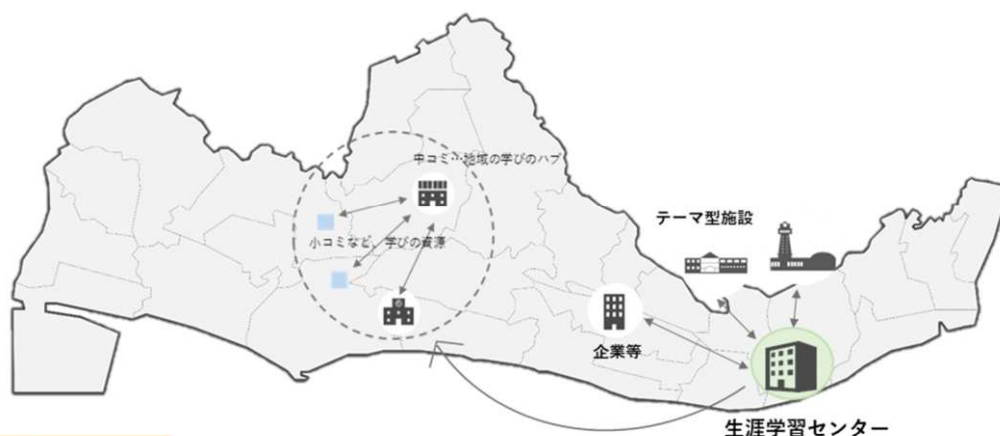 中コミ…地域の学びのハブ
テーマ型施設
小コミなど、学びの資源
企業等
生涯学習センター